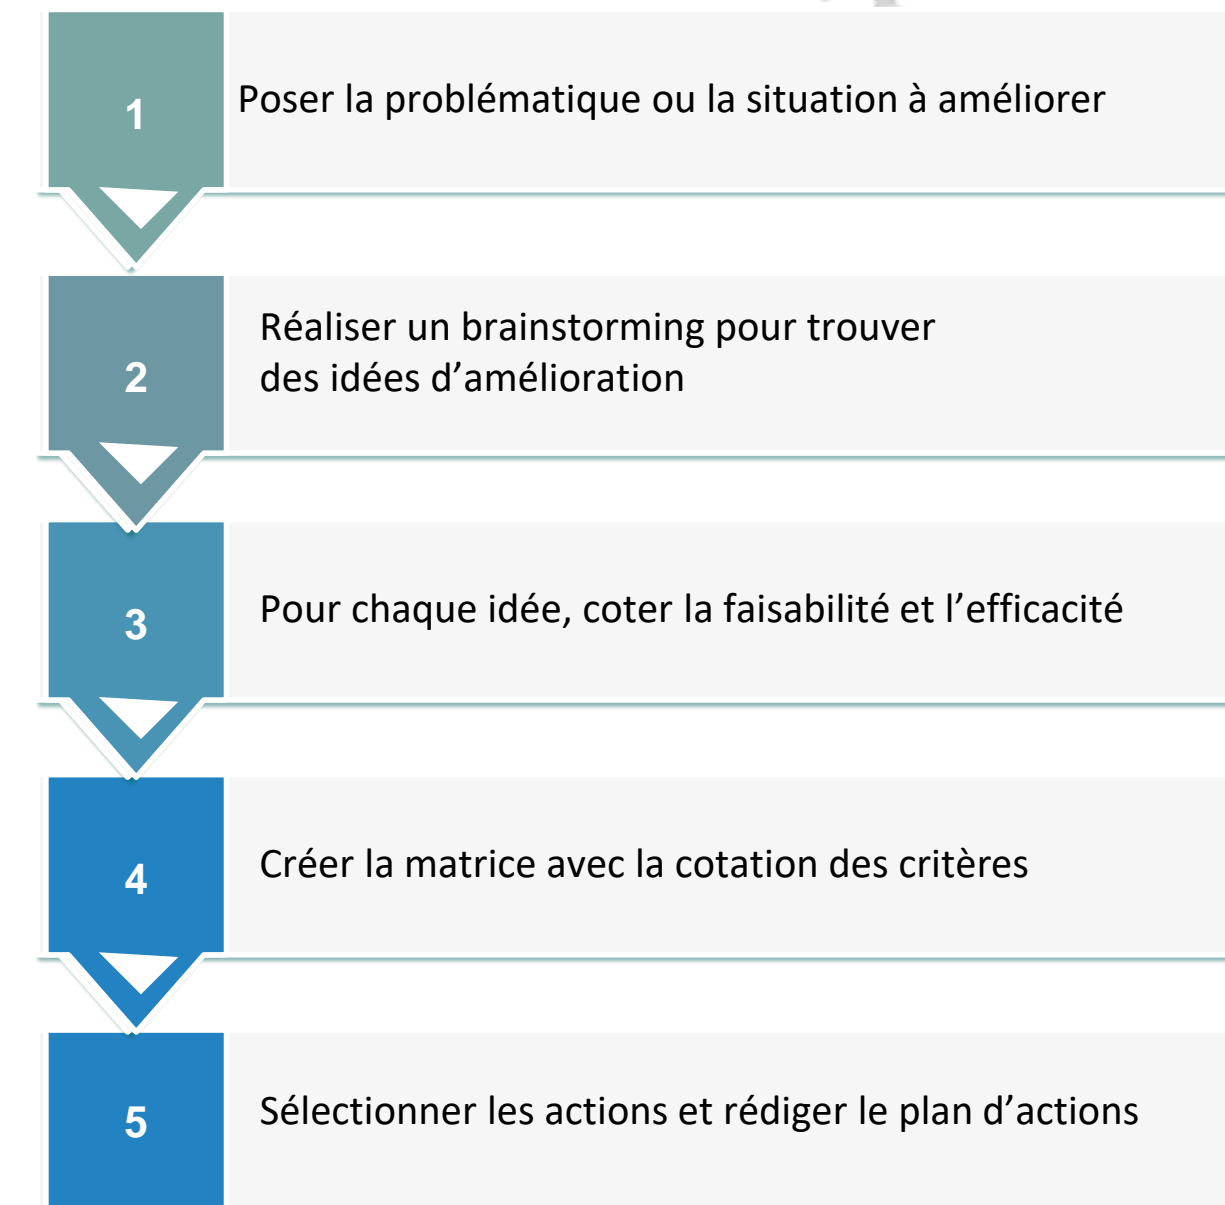 1
Poser la problématique ou la situation à améliorer
2
Réaliser un brainstorming pour trouver
des idées d’amélioration
3
Pour chaque idée, coter la faisabilité et l’efficacité
4
Créer la matrice avec la cotation des critères
5
Sélectionner les actions et rédiger le plan d’actions